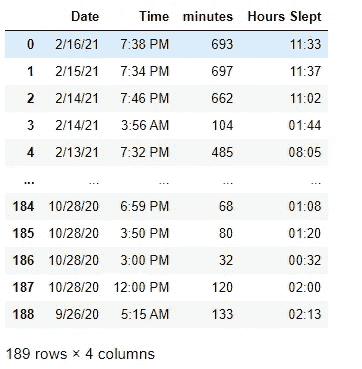 Date Time minutes Hours Slept
0 2/16/21 7:38 PM 693 11:33
1 2/15/21 7:34 PM 697 11:37
2 2/14/21 7:46 PM 662 11:02
3 2/14/21 3:56 AM 104 01:44
4 2/13/21 7:32 PM 485 08:05
... ... ... ... ...
184 10/28/20 6:59 PM 68 01:08
185 10/28/20 3:50 PM 80 01:20
186 10/28/20 3:00 PM 32 00:32
187 10/28/20 12:00 PM 120 02:00
188 9/26/20 5:15 AM 133 02:13
189 rows × 4 columns